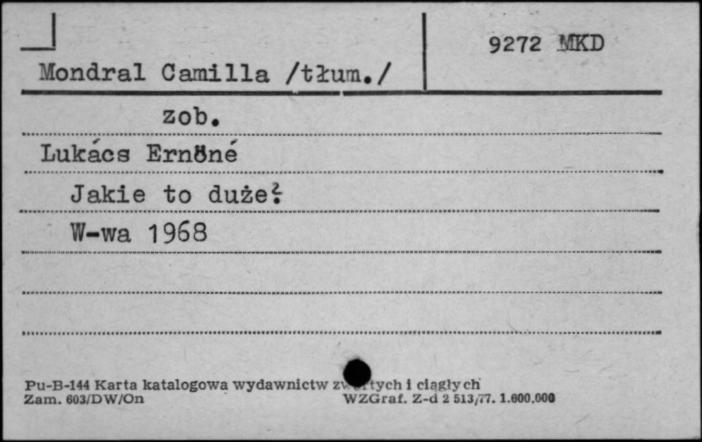 9272 MKD
Mondral Camilla /tłum./
zob.
Lukács Ernőné
Jakie to duże?
W-wa 1968
Pu-B-144 Karta katalogowa wydawnictw i ciągłych
Zam. 603/DW/On WZGraf. Z-d 2 513/77. 1.600.000